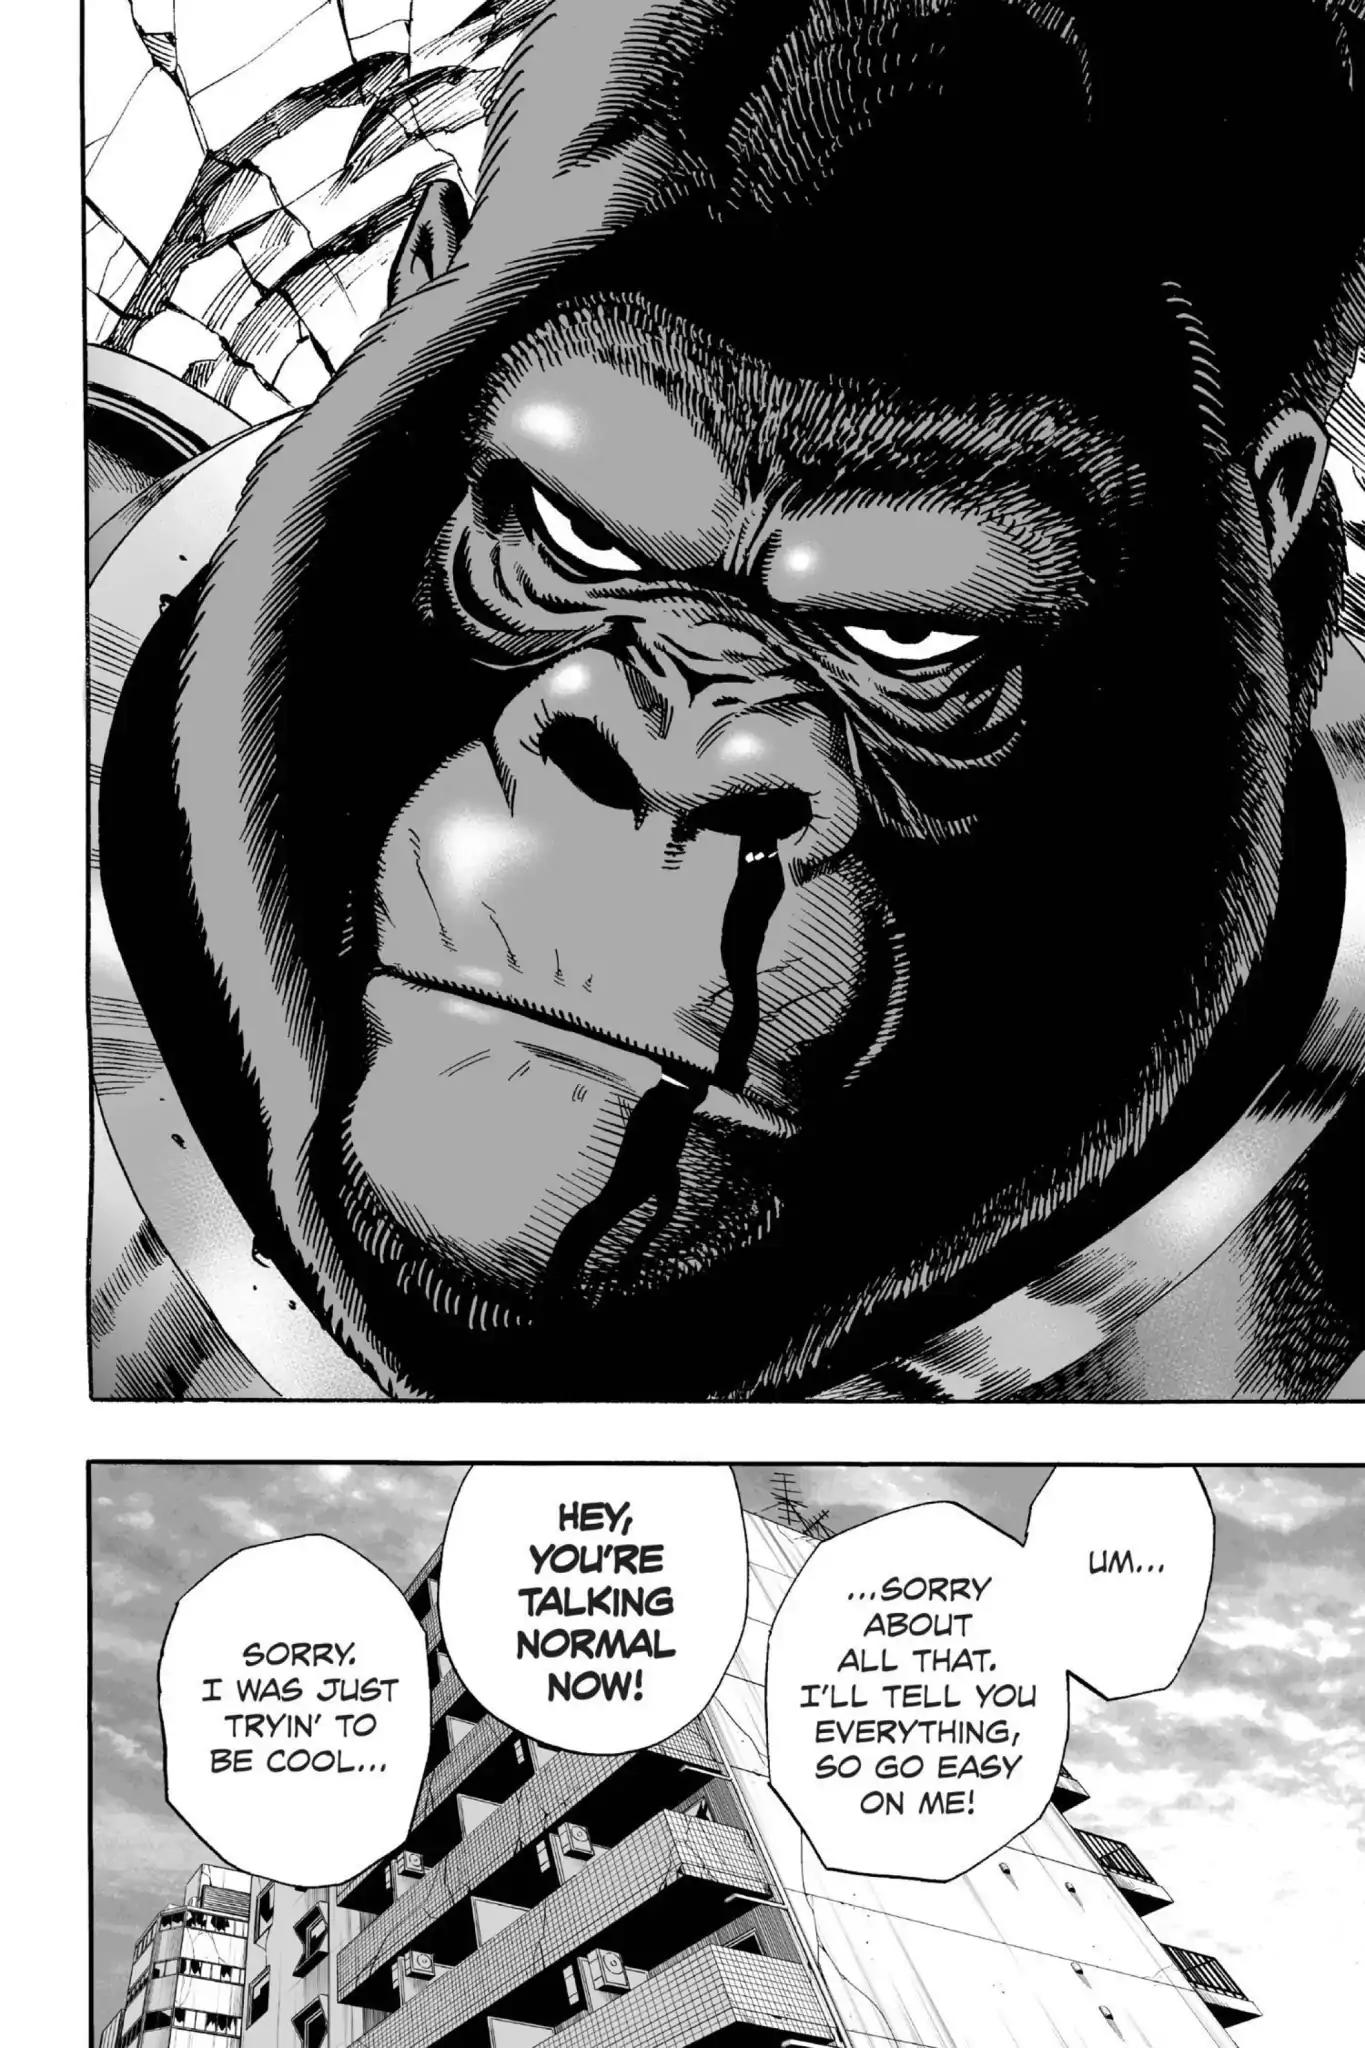 UM...
...SORRY
ABOUT
ALL THAT.
I'LL TELL YOU
EVERYTHING,
SO GO EASY
ON ME!
HEY,
YOU'RE
TALKING
NORMAL
NOW!
SORRY.
I WAS JUST
TRYIN' TO
BE COOL...